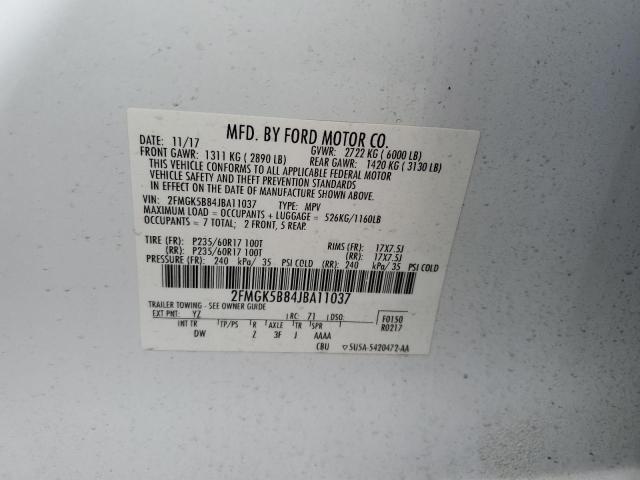 MFD. BY FORD MOTOR CO.
DATE: 11/17 GVWR: 2722 KG ( 6000 LB)
FRONT GAWR: 1311 KG ( 2890 LB) REAR GAWR: 1420 KG ( 3130 LB)
THIS VEHICLE CONFORMS TO ALL APPLICABLE FEDERAL MOTOR
VEHICLE SAFETY AND THEFT PREVENTION STANDARDS
IN EFFECT ON THE DATE OF MANUFACTURE SHOWN ABOVE.
VIN: 2FMGK5B84JBA11037 TYPE: MPV
MAXIMUM LOAD = OCCUPANTS + LUGGAGE = 526KG/1160LB
OCCUPANTS = 7 TOTAL; 2 FRONT, 5 REAR
TIRE (FR): P235/60R17 100T RIMS (FR): 17X7.5J
(RR): P235/60R17 100T (RR): 17X7.5J
PRESSURE (FR): 240 kPa/ 35 PSI COLD (RR): 240 kPa/ 35 PSI COLD
2FMGK5B84JBA11037
TRAILER TOWING - SEE OWNER GUIDE
EXT PNT: YZ RC: 71 DSO: F0150
R0217
INT TR TP/PS R AXLE TR SPR
DW Z 3F J AAAA
CBU ▽5U5A-5420472-AA